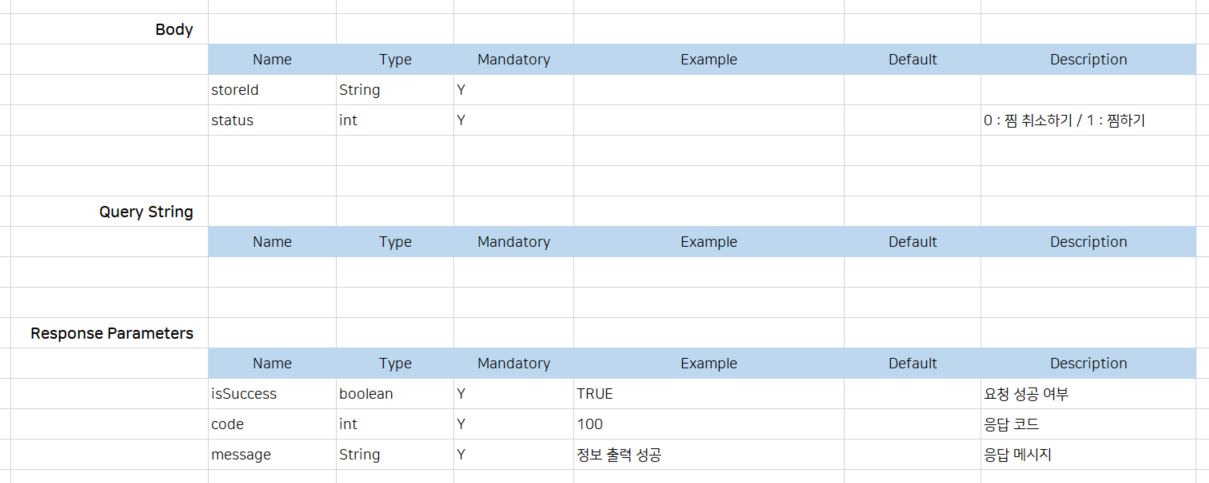 Body
Name Type Mandatory Example Default Description
storeId String Y
status int Y 0 : 찜 취소하기 / 1 : 찜하기
Query String
Name Type Mandatory Example Default Description
Response Parameters
Name Type Mandatory Example Default Description
isSuccess boolean Y TRUE 요청 성공 여부
code int Y 100 응답 코드
message String Y 정보 출력 성공 응답 메시지